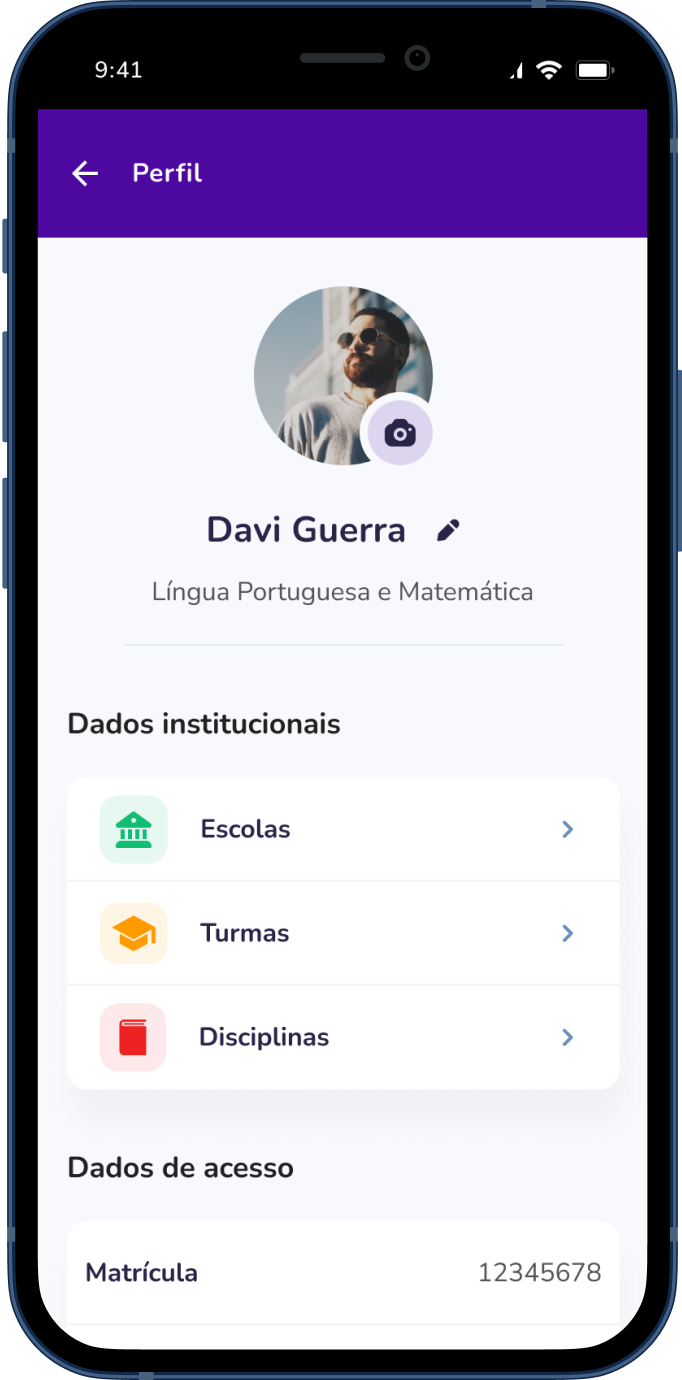 9:41
Perfil
Davi Guerra
Língua Portuguesa e Matemática
Dados institucionais
Escolas
Turmas
Disciplinas
Dados de acesso
Matrícula 12345678